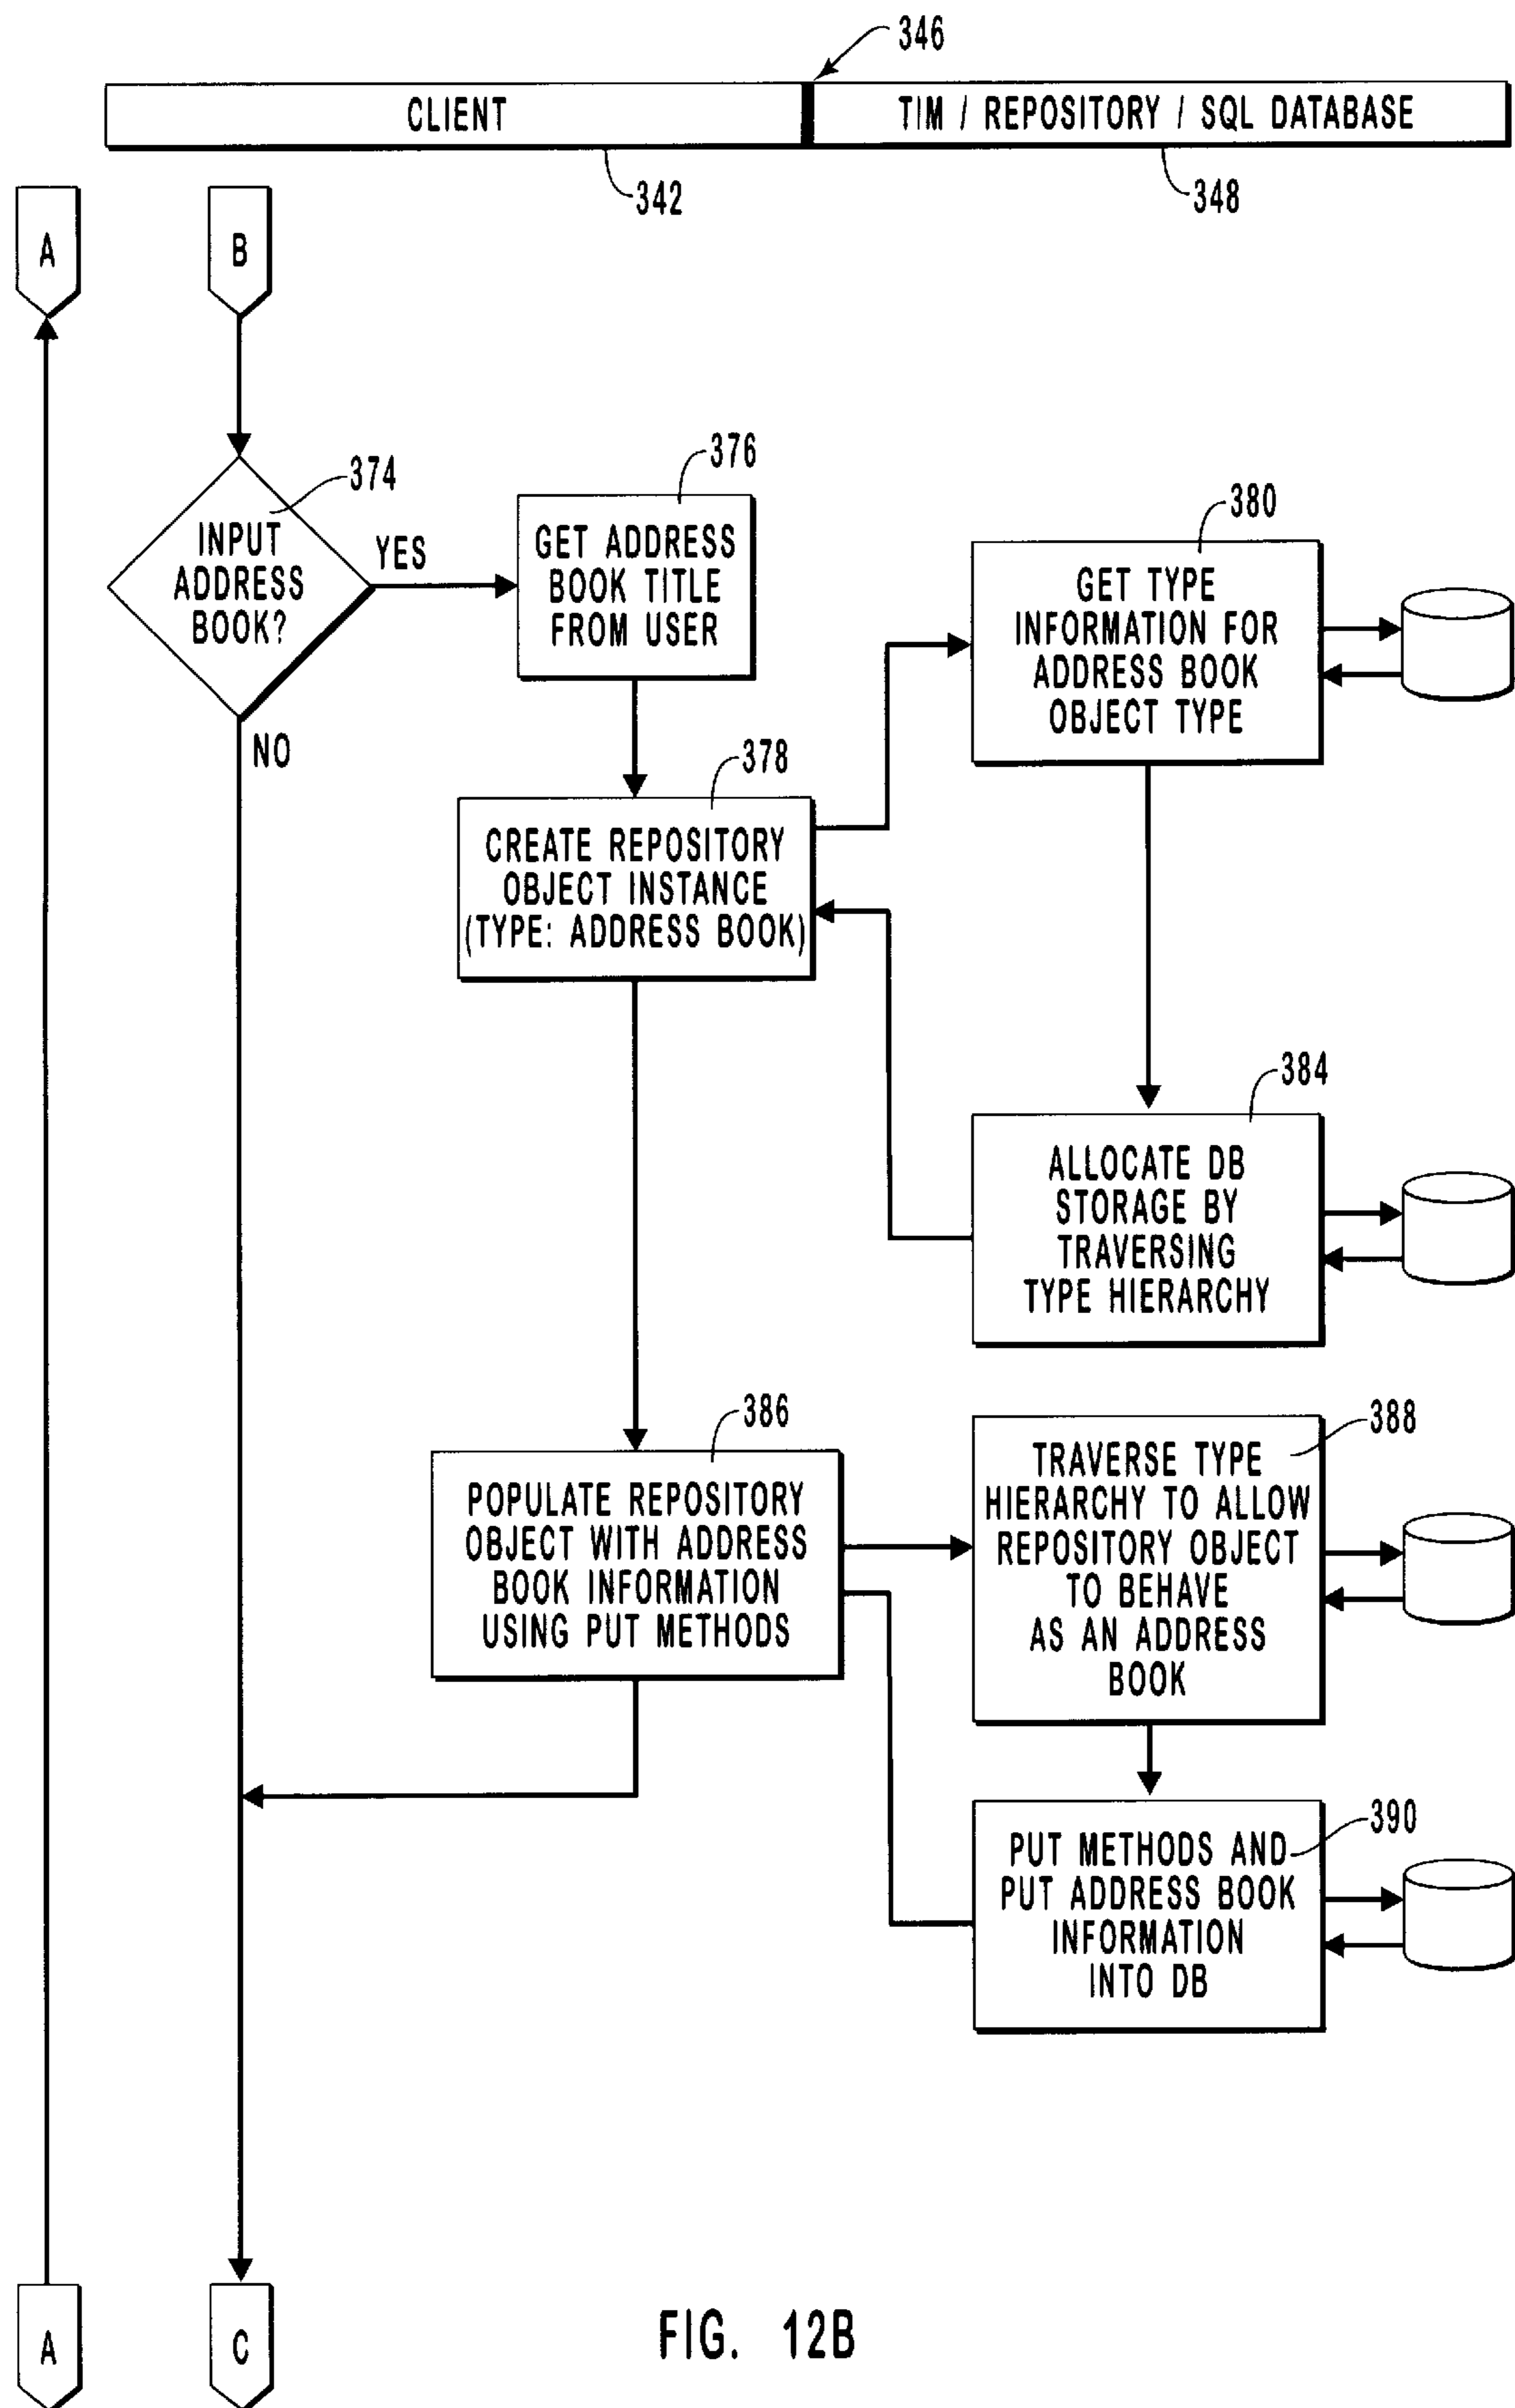 346
CLIENT
TIM / REPOSITORY / SQL DATABASE
342
348
A
B
374
INPUT
ADDRESS
BOOK?
YES
NO
376
GET ADDRESS
BOOK TITLE
FROM USER
380
GET TYPE
INFORMATION FOR
ADDRESS BOOK
OBJECT TYPE
378
CREATE REPOSITORY
OBJECT INSTANCE
(TYPE: ADDRESS BOOK)
384
ALLOCATE DB
STORAGE BY
TRAVERSING
TYPE HIERARCHY
386
POPULATE REPOSITORY
OBJECT WITH ADDRESS
BOOK INFORMATION
USING PUT METHODS
388
TRAVERSE TYPE
HIERARCHY TO ALLOW
REPOSITORY OBJECT
TO BEHAVE
AS AN ADDRESS
BOOK
390
PUT METHODS AND
PUT ADDRESS BOOK
INFORMATION
INTO DB
A
C
FIG. 12B